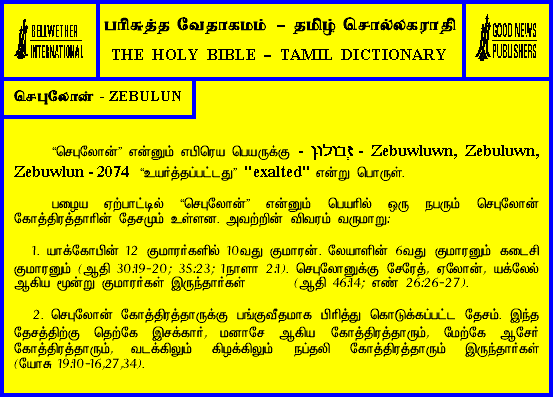 BELLWETHER
INTERNATIONAL
பரிசுத்த வேதாகமம் – தமிழ் சொல்லகராதி
THE HOLY BIBLE – TAMIL DICTIONARY
GOOD NEWS
PUBLISHERS
செபுலோன் - ZEBULUN
“செபுலோன்” என்னும் எபிரெய பெயருக்கு - זְבוּלוּן - Zebuwluwn, Zebuluwn,
Zebuwlun - 2074 “உயர்த்தப்பட்டது” "exalted" என்று பொருள்.
பழைய ஏற்பாட்டில் “செபுலோன்” என்னும் பெயரில் ஒரு நபரும் செபுலோன்
கோத்திரத்தாரின் தேசமும் உள்ளன. அவற்றின் விவரம் வருமாறு:
1. யாக்கோபின் 12 குமாரர்களில் 10வது குமாரன். லேயாளின் 6வது குமாரனும் கடைசி
குமாரனும் (ஆதி 30:19-20; 35:23; 1நாளா 2:1). செபுலோனுக்கு சேரேத், ஏலோன், யக்லேல்
ஆகிய மூன்று குமாரர்கள் இருந்தார்கள் (ஆதி 46:14; எண் 26:26-27).
2. செபுலோன் கோத்திரத்தாருக்கு பங்குவீதமாக பிரித்து கொடுக்கப்பட்ட தேசம். இந்த
தேசத்திற்கு தெற்கே இசக்கார், மனாசே ஆகிய கோத்திரத்தாரும், மேற்கே ஆசேர்
கோத்திரத்தாரும், வடக்கிலும் கிழக்கிலும் நப்தலி கோத்திரத்தாரும் இருந்தார்கள்
(யோசு 19:10-16,27,34).